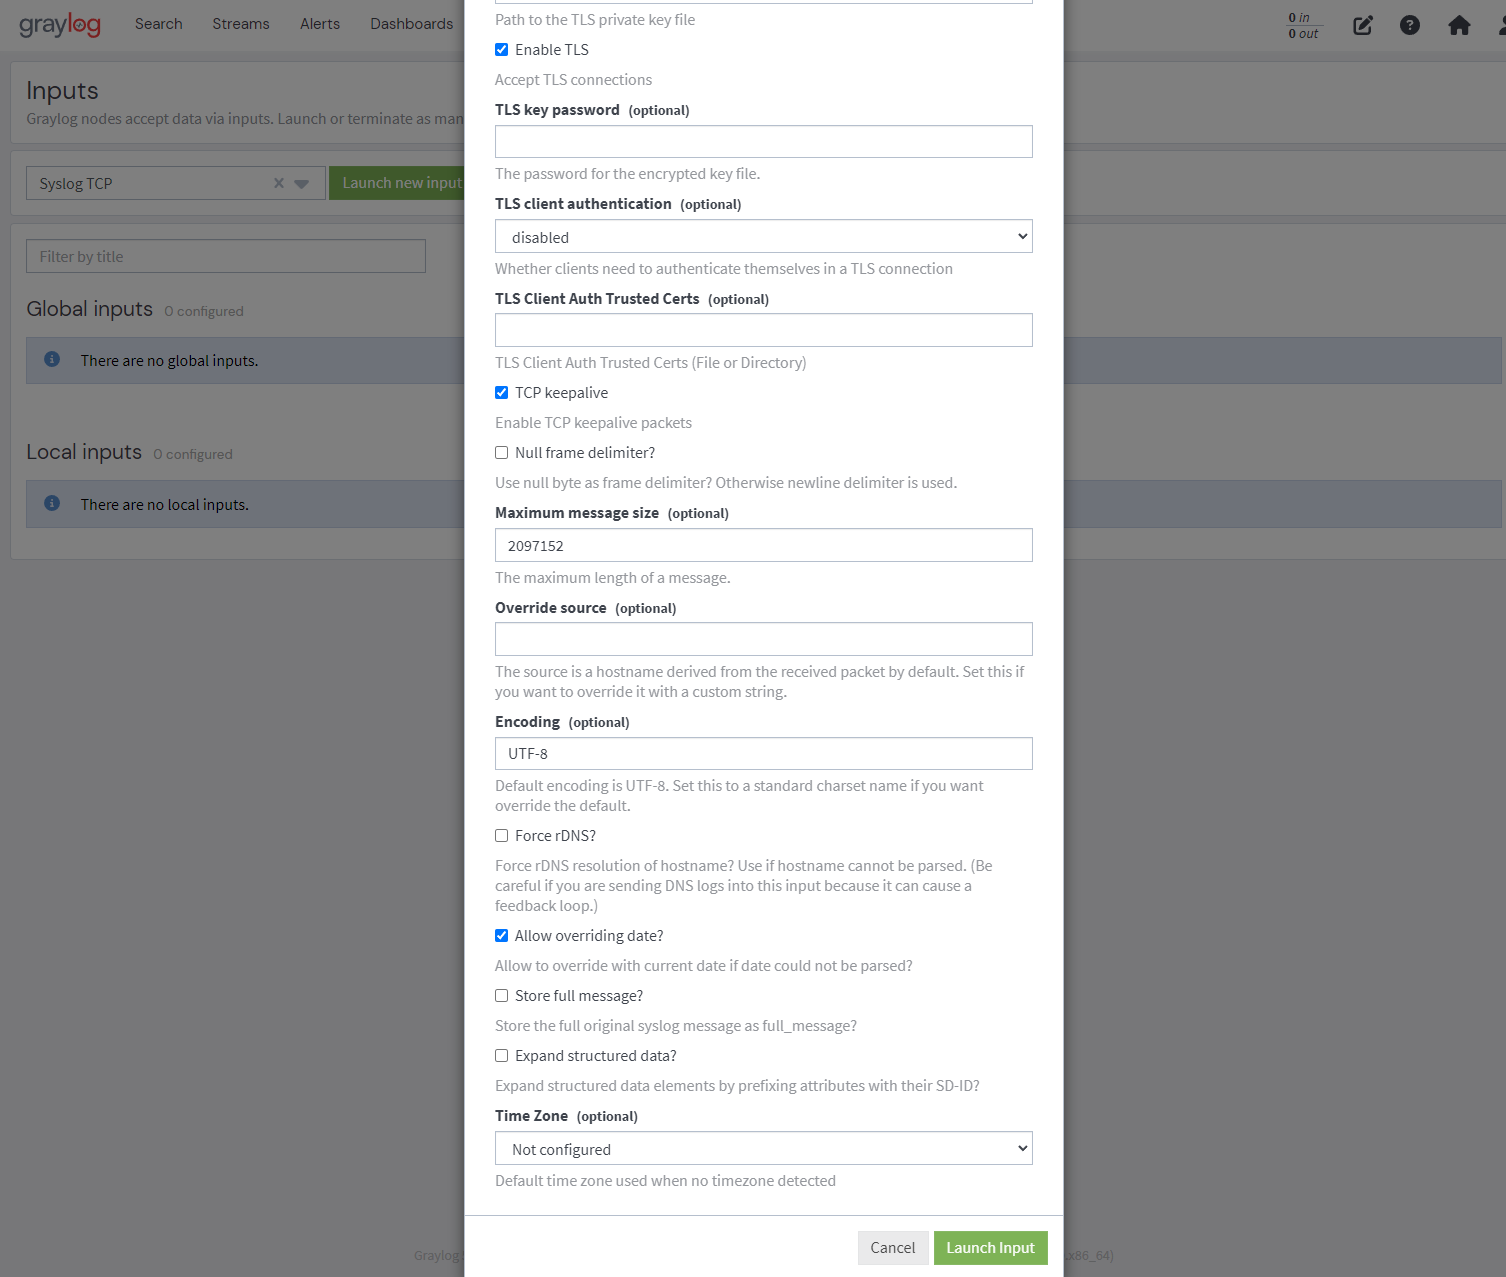 graylog
Search
Streams
Alerts
Dashboards
0 in
0 out
Inputs
Graylog nodes accept data via inputs. Launch or terminate as
Syslog TCP
Launch new input
Filter by title
Global inputs 0 configured
There are no global inputs.
Local inputs 0 configured
There are no local inputs.
Path to the TLS private key file
Enable TLS
Accept TLS connections
TLS key password (optional)
The password for the encrypted key file.
TLS client authentication (optional)
disabled
Whether clients need to authenticate themselves in a TLS connection
TLS Client Auth Trusted Certs (optional)
TLS Client Auth Trusted Certs (File or Directory)
TCP keepalive
Enable TCP keepalive packets
Null frame delimiter?
Use null byte as frame delimiter? Otherwise newline delimiter is used.
Maximum message size (optional)
2097152
The maximum length of a message.
Override source (optional)
The source is a hostname derived from the received packet by default. Set this if
you want to override it with a custom string.
Encoding (optional)
UTF-8
Default encoding is UTF-8. Set this to a standard charset name if you want
override the default.
Force rDNS?
Force rDNS resolution of hostname? Use if hostname cannot be parsed. (Be
careful if you are sending DNS logs into this input because it can cause a
feedback loop.)
Allow overriding date?
Allow to override with current date if date could not be parsed?
Store full message?
Store the full original syslog message as full_message?
Expand structured data?
Expand structured data elements by prefixing attributes with their SD-ID?
Time Zone (optional)
Not configured
Default time zone used when no timezone detected
Cancel
Launch Input
Graylog
x86_64)